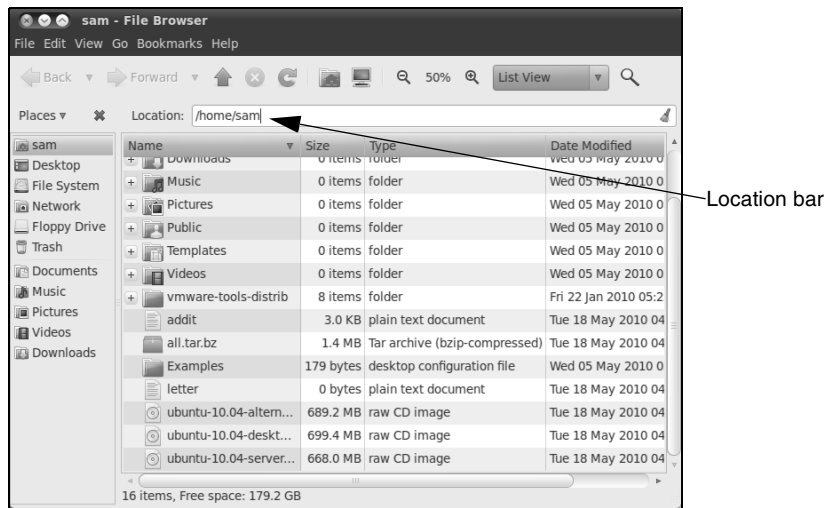 sam - File Browser
File Edit View Go Bookmarks Help
Back Forward 50% List View
Places Location: /home/sam
sam
Desktop
File System
Network
Floppy Drive
Trash
Documents
Music
Pictures
Videos
Downloads
Name Size Type Date Modified
Downloads 0 items folder Wed 05 May 2010 0
Music 0 items folder Wed 05 May 2010 0
Pictures 0 items folder Wed 05 May 2010 0
Public 0 items folder Wed 05 May 2010 0
Templates 0 items folder Wed 05 May 2010 0
Videos 0 items folder Wed 05 May 2010 0
vmware-tools-distrib 8 items folder Fri 22 Jan 2010 05:2
addit 3.0 KB plain text document Tue 18 May 2010 04
all.tar.bz 1.4 MB Tar archive (bzip-compressed) Tue 18 May 2010 04
Examples 179 bytes desktop configuration file Wed 05 May 2010 0
letter 0 bytes plain text document Tue 18 May 2010 04
ubuntu-10.04-altern... 689.2 MB raw CD image Tue 18 May 2010 04
ubuntu-10.04-deskt... 699.4 MB raw CD image Tue 18 May 2010 04
ubuntu-10.04-server... 668.0 MB raw CD image Tue 18 May 2010 04
16 items, Free space: 179.2 GB
Location bar